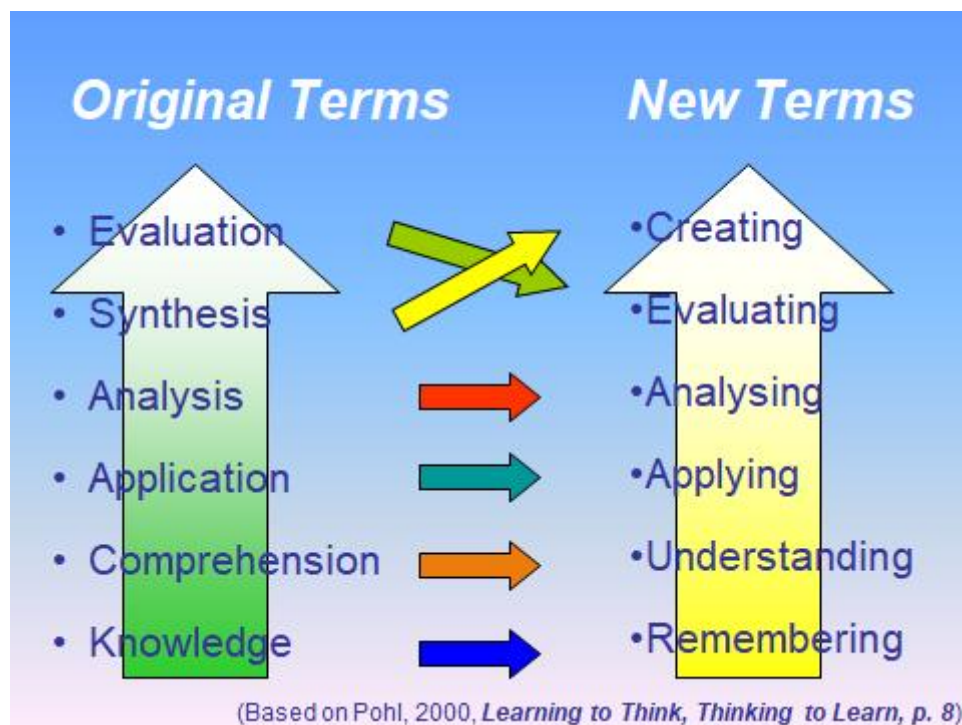 Original Terms
New Terms
• Evaluation
•Creating
• Synthesis
•Evaluating
• Analysis
•Analysing
• Application
•Applying
• Comprehension
•Understanding
• Knowledge
•Remembering
(Based on Pohl, 2000, Learning to Think, Thinking to Learn, p. 8)